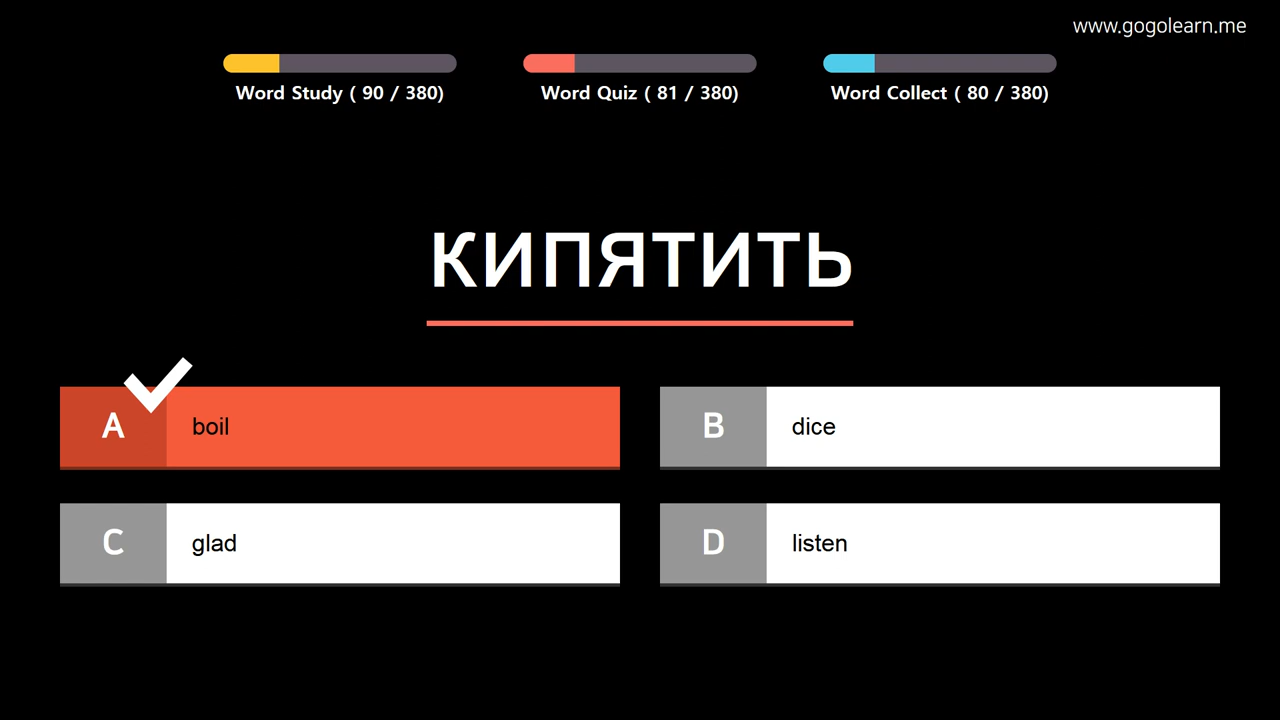 www.gogolearn.me
Word Study ( 90 / 380)
Word Quiz ( 81 / 380)
Word Collect ( 80 / 380)
КИПЯТИТЬ
A boil
B dice
C glad
D listen